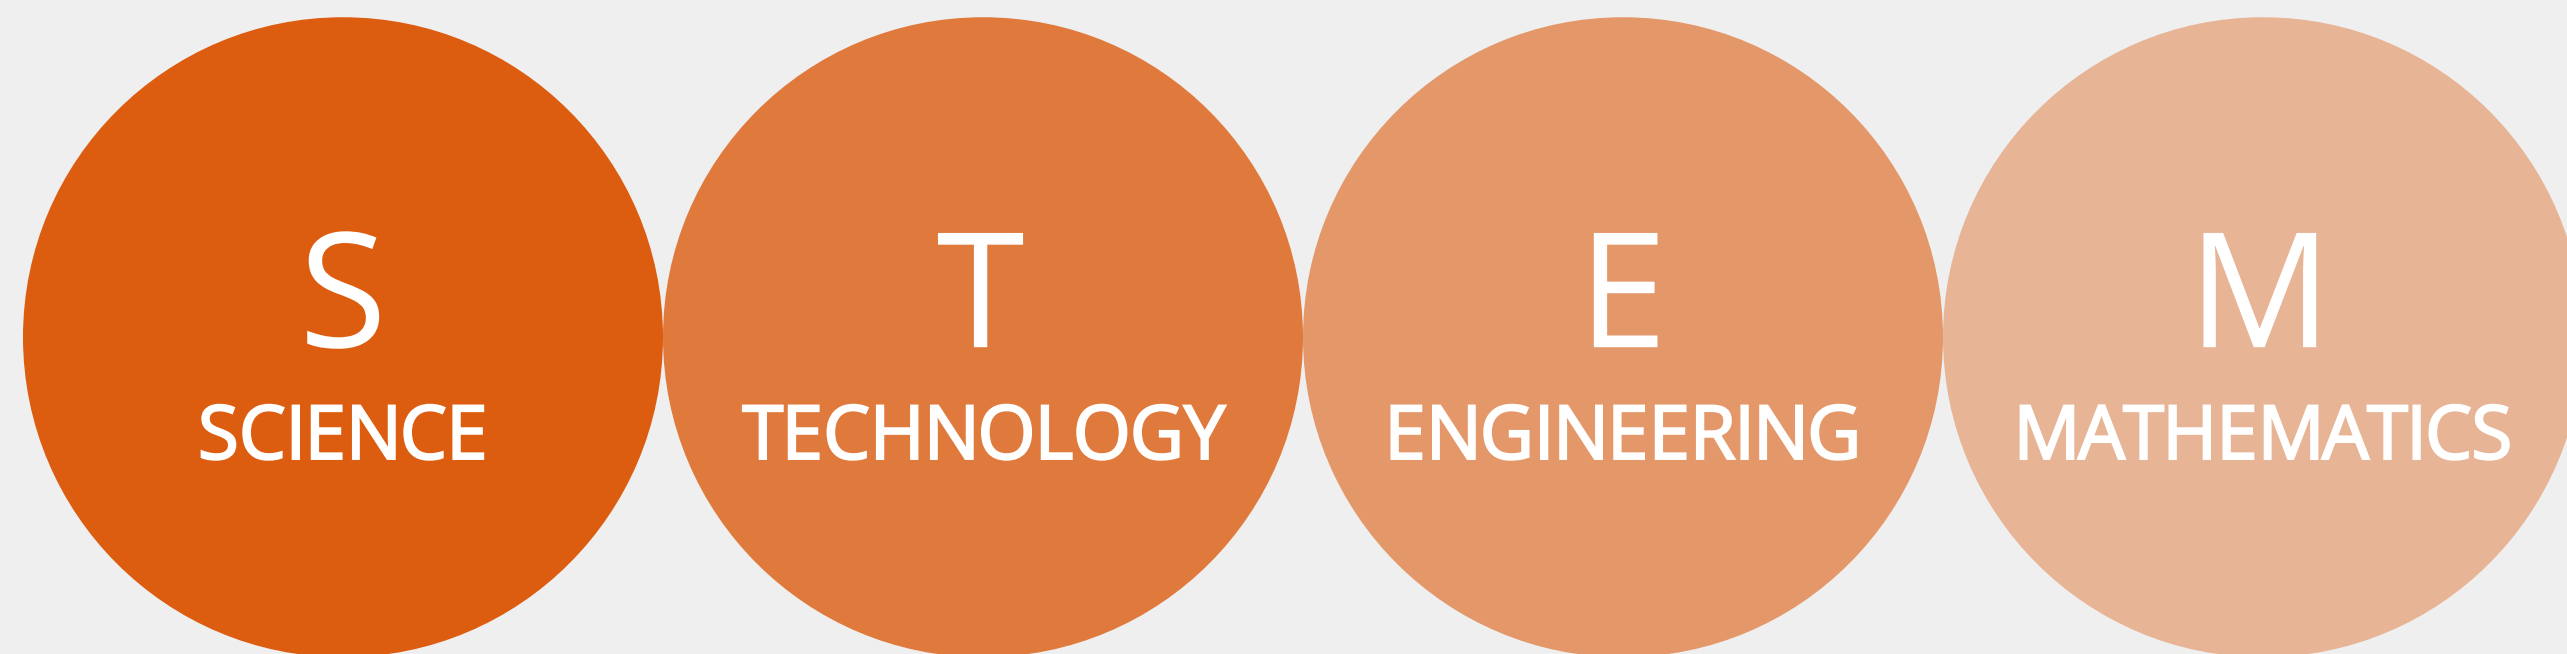 S
SCIENCE
T
TECHNOLOGY
E
ENGINEERING
M
MATHEMATICS